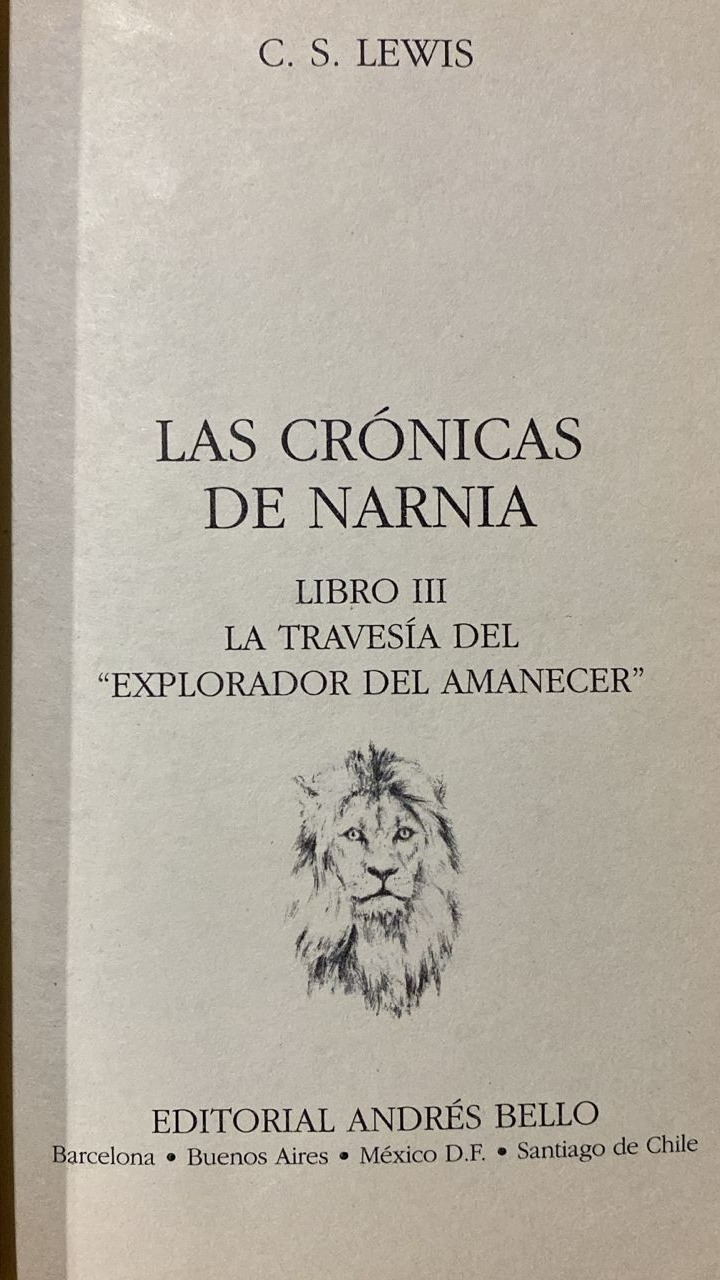 C. S. LEWIS
LAS CRÓNICAS
DE NARNIA
LIBRO III
LA TRAVESÍA DEL
“EXPLORADOR DEL AMANECER”
EDITORIAL ANDRÉS BELLO
Barcelona • Buenos Aires • México D.F. • Santiago de Chile